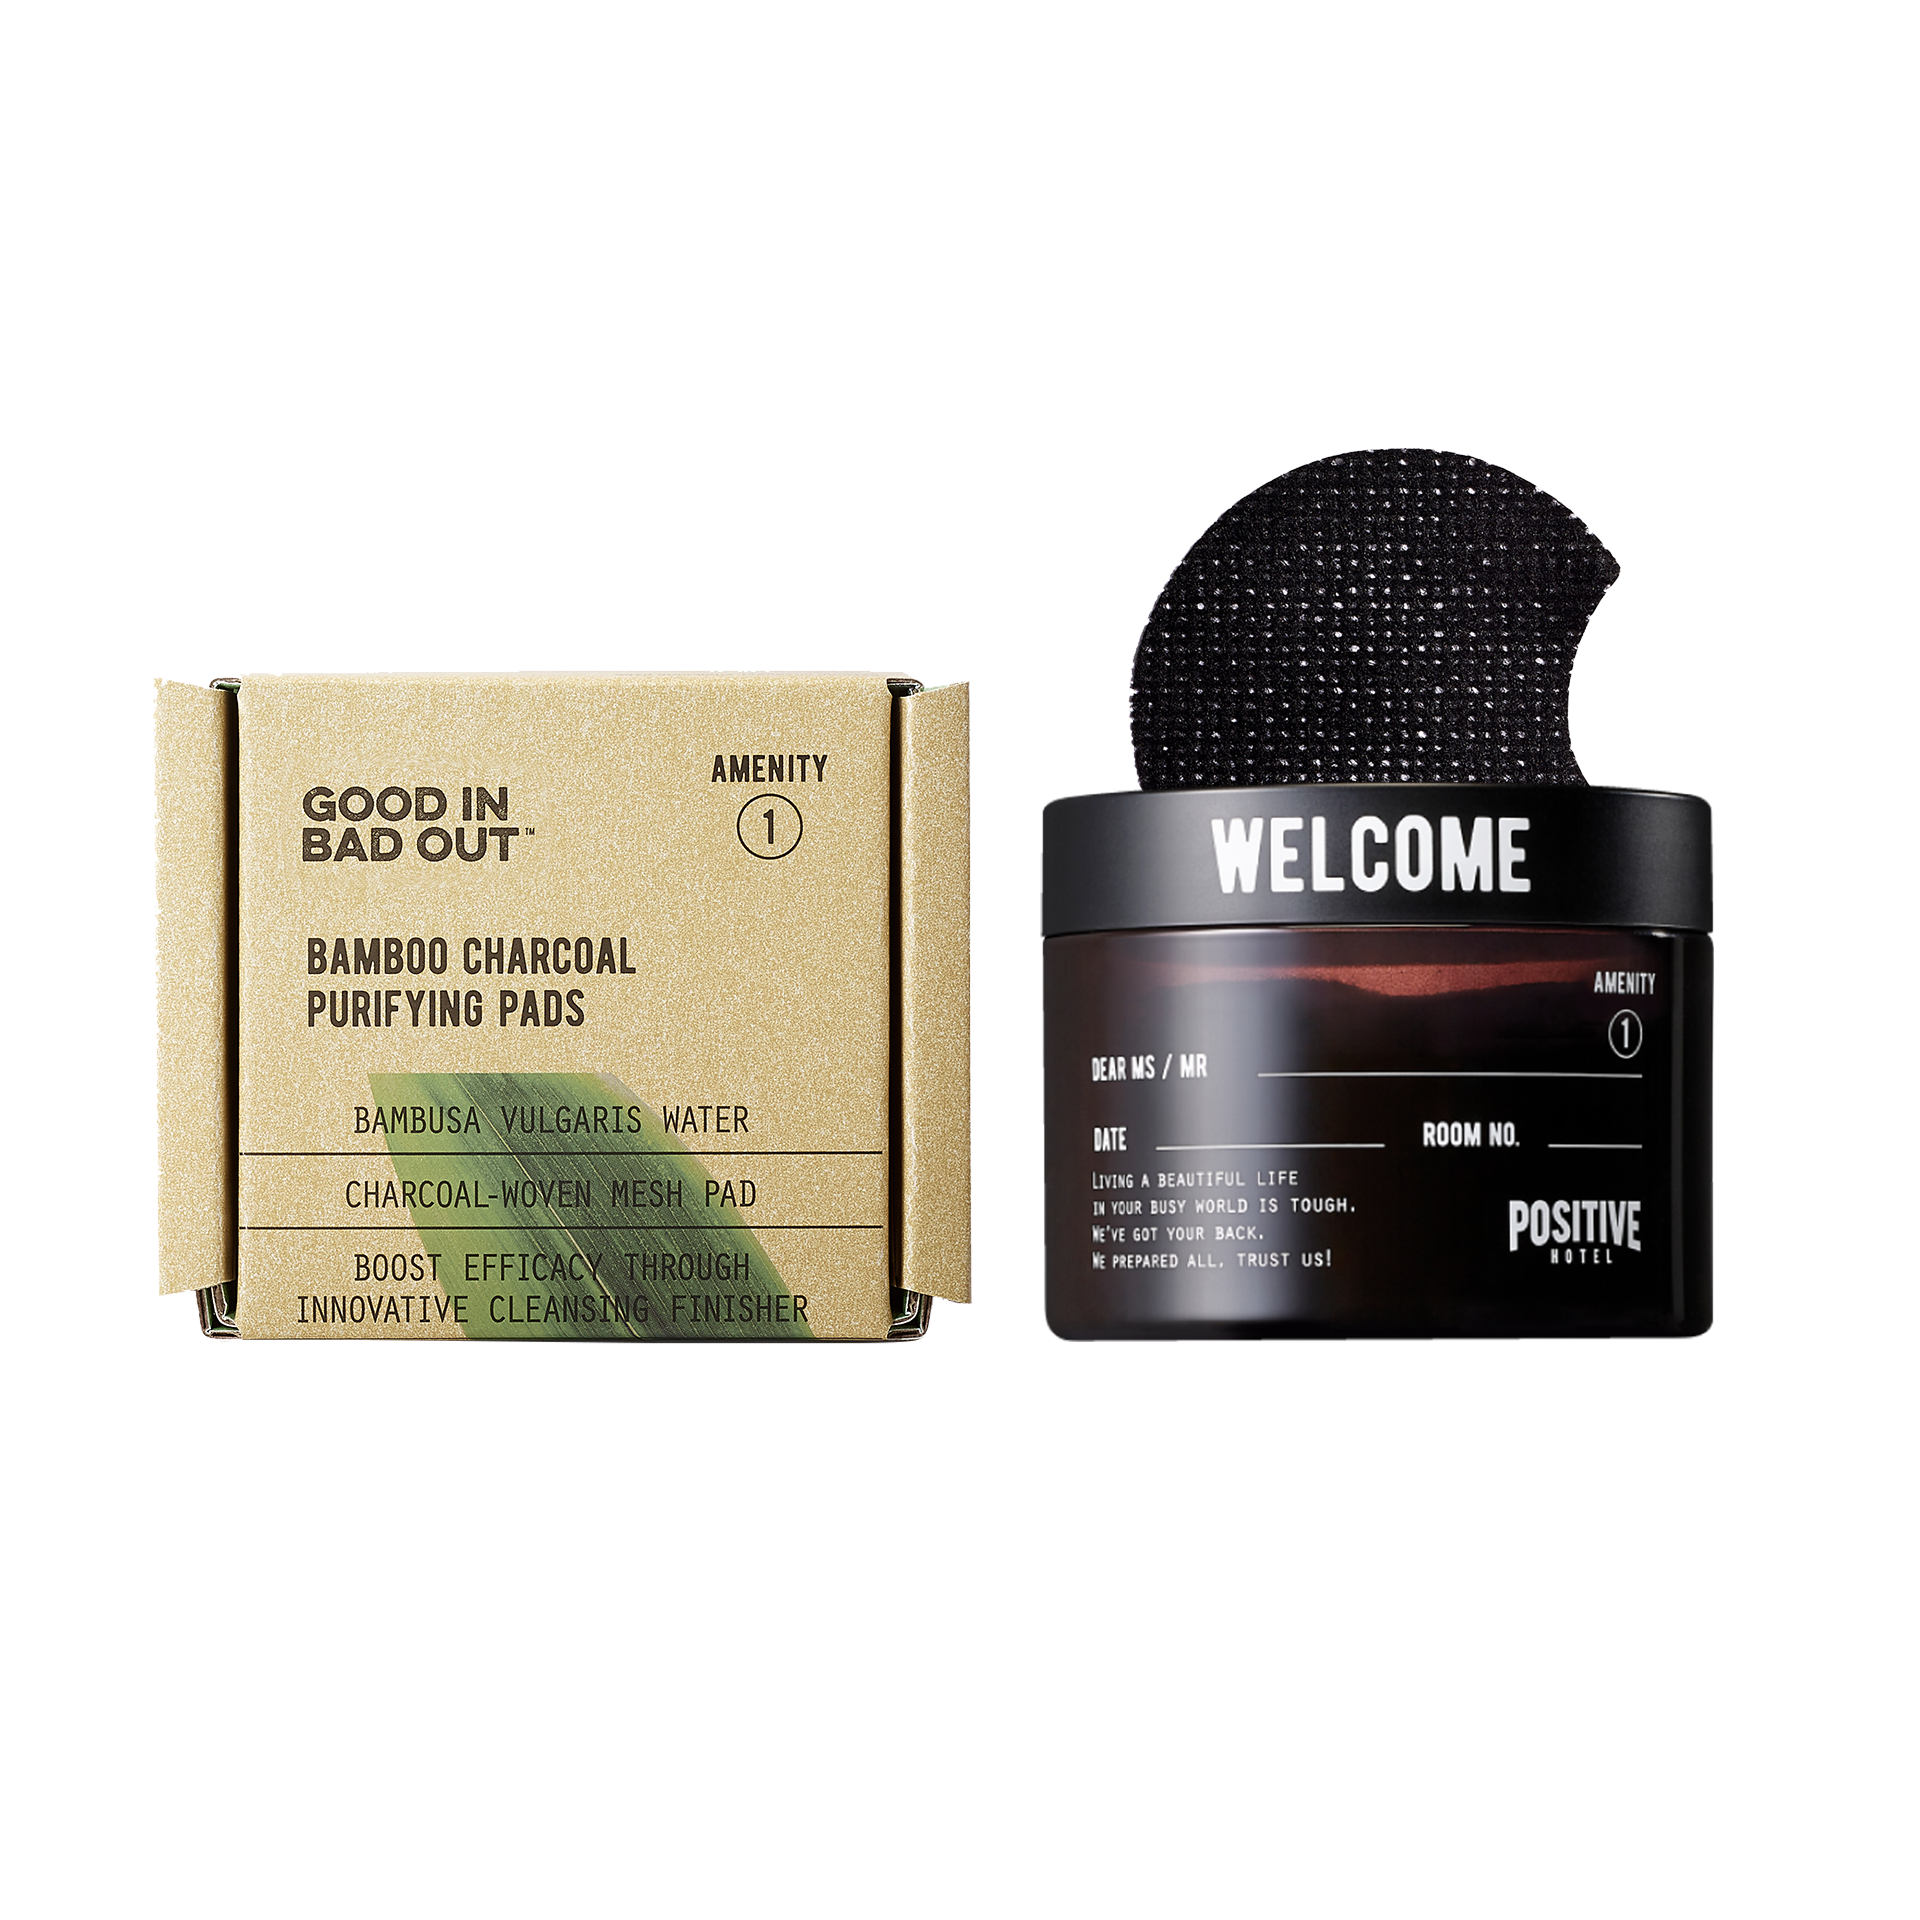 AMENITY
1
GOOD IN
BAD OUT™
BAMBOO CHARCOAL
PURIFYING PADS
BAMBUSA VULGARIS WATER
CHARCOAL-WOVEN MESH PAD
BOOST EFFICACY THROUGH
INNOVATIVE CLEANSING FINISHER
WELCOME
AMENITY
1
DEAR MS / MR
DATE ROOM NO.
LIVING A BEAUTIFUL LIFE
IN YOUR BUSY WORLD IS TOUGH.
WE'VE GOT YOUR BACK.
WE PREPARED ALL, TRUST US!
POSITIVE
HOTEL